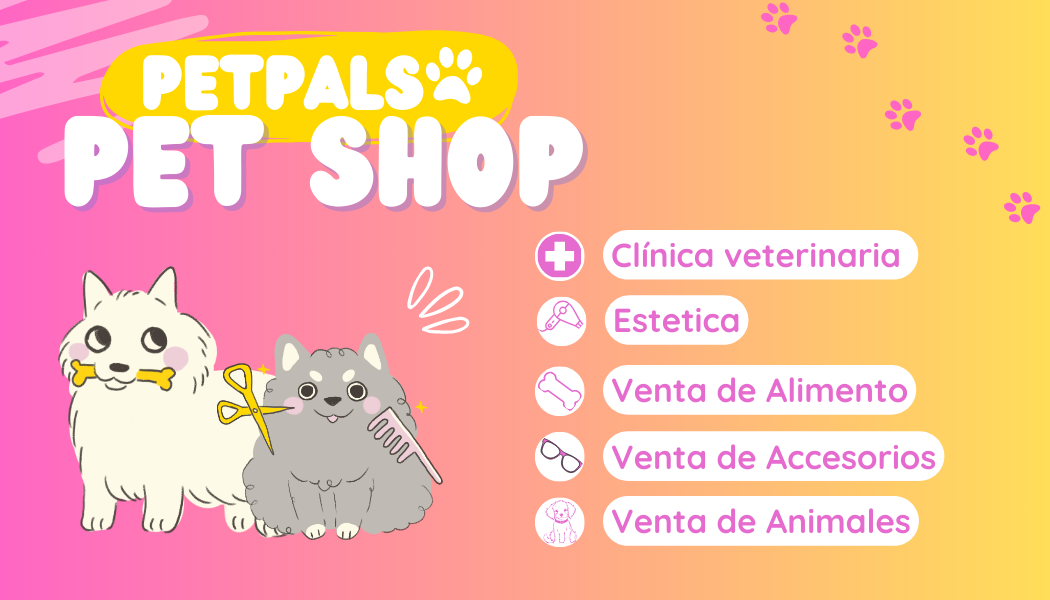 PETPALS
PET SHOP
Clínica veterinaria
Estetica
Venta de Alimento
Venta de Accesorios
Venta de Animales